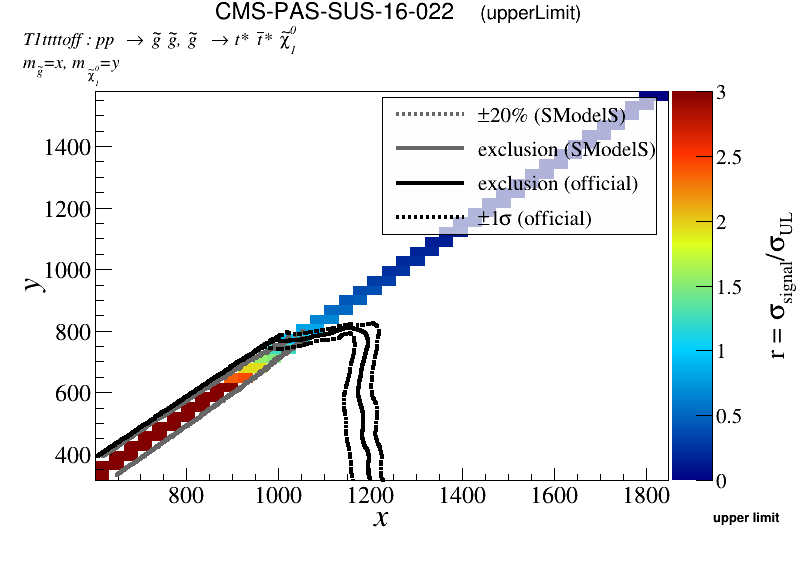 CMS-PAS-SUS-16-022 (upperLimit)
T1ttttoff : pp → g̃ g̃, g̃ → t* t̄* χ̃⁰₁
m_g̃=x, m_χ̃⁰₁=y
±20% (SModelS)
exclusion (SModelS)
exclusion (official)
±1σ (official)
1400
1200
1000
800
600
400
y
800
1000
1200
1400
1600
1800
x
3
2.5
2
1.5
1
0.5
0
r = σ_signal/σ_UL
upper limit